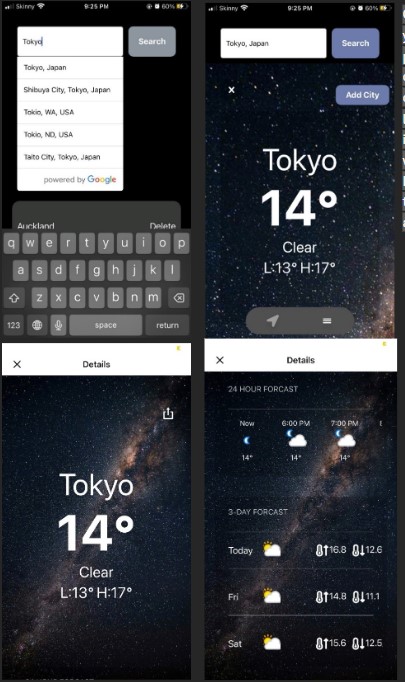 Skinny 9:25 PM 60%
Tokyo Search
Tokyo, Japan
Shibuya City, Tokyo, Japan
Tokio, WA, USA
Tokio, ND, USA
Taito City, Tokyo, Japan
powered by Google
Auckland Delete
q w e r t y u i o p
a s d f g h j k l
z x c v b n m
123 space return
Skinny 9:25 PM 60%
Tokyo, Japan Search
× Add City
Tokyo
14°
Clear
L:13° H:17°
× Details
Tokyo
14°
Clear
L:13° H:17°
× Details
24 HOUR FORCAST
Now 6:00 PM 7:00 PM
14° 14° 14°
3-DAY FORCAST
Today 16.8 12.6
Fri 14.8 11.1
Sat 15.6 12.5